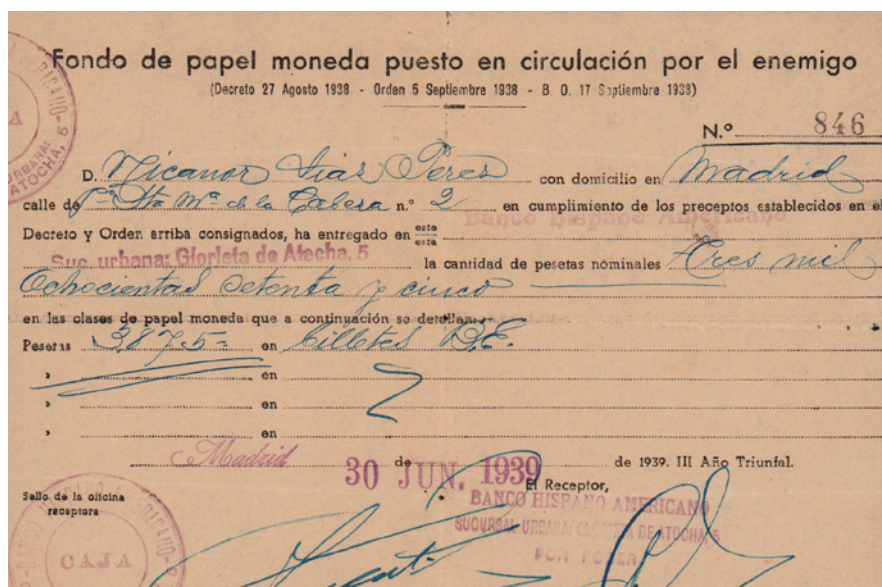 Fondo de papel moneda puesto en circulación por el enemigo
(Decreto 27 Agosto 1938 - Orden 5 Septiembre 1938 - B. O. 17 Septiembre 1938)
N.º 846
D. Nicanor Dias Peres con domicilio en Madrid
calle de Pº Sta Mª de la Cabesa n.º 2 en cumplimiento de los preceptos establecidos en el
Decreto y Orden arriba consignados, ha entregado en este esta Banco Hispano Americano
Suc. urbana: Glorieta de Atocha, 5 la cantidad de pesetas nominales Tres mil
Ochocientas setenta y cinco
en las clases de papel moneda que a continuación se detallan:
Pesetas 3875= en billetes B.E.
» en
» en
» en
Madrid 30 JUN. 1939 de de 1939. III Año Triunfal.
Sello de la oficina
receptora
El Receptor,
BANCO HISPANO AMERICANO
SUCURSAL URBANA: GLORIETA DE ATOCHA, 5
POR PODER
CAJA